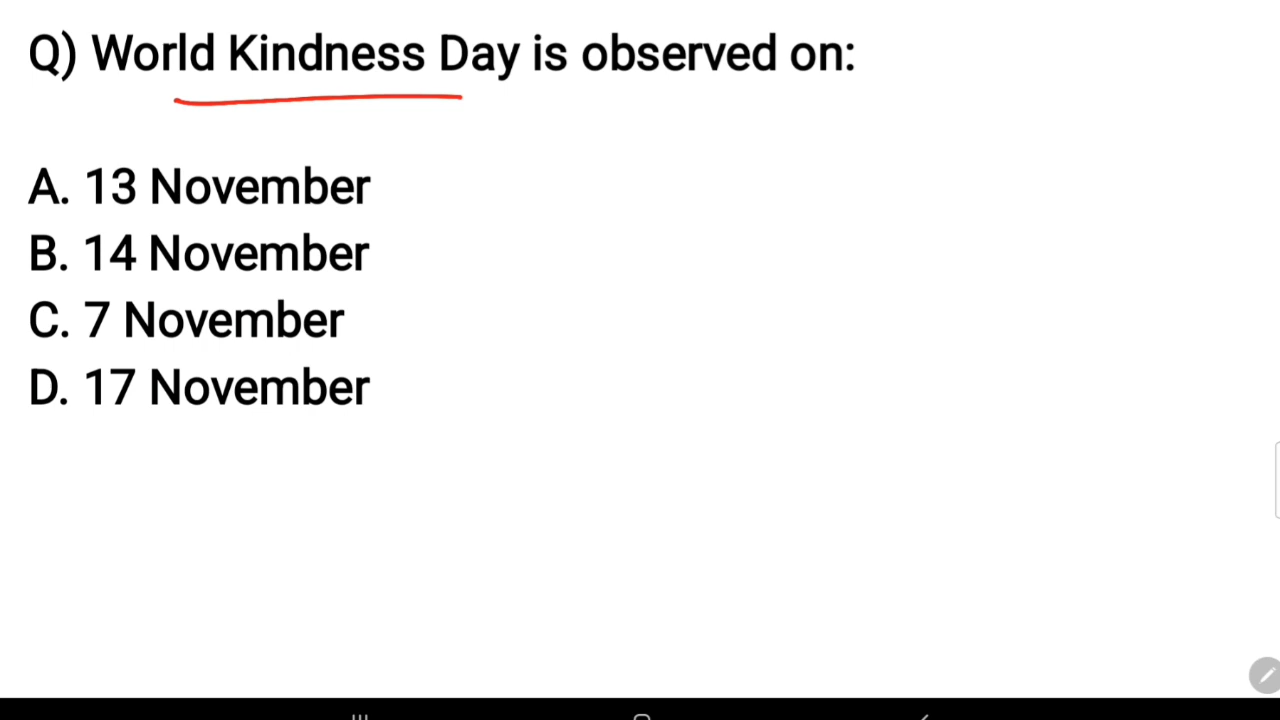 Q) World Kindness Day is observed on:
A. 13 November
B. 14 November
C. 7 November
D. 17 November